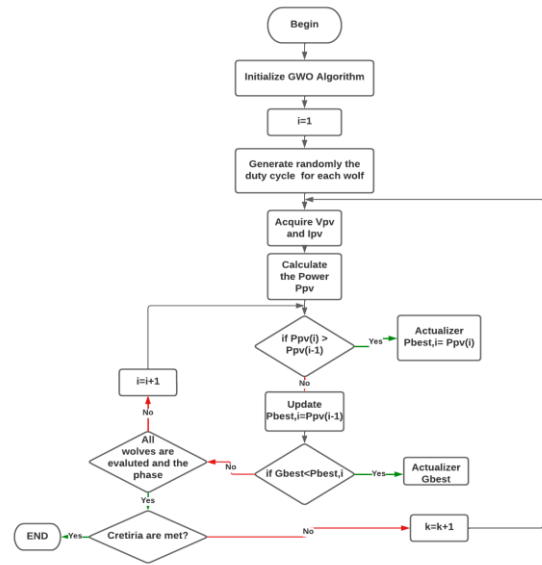 Begin
Initialize GWO Algorithm
i=1
Generate randomly the
duty cycle for each wolf
Acquire Vpv
and Ipv
Calculate
the Power
Ppv
if Ppv(i) >
Ppv(i-1)
Yes
Actualizer
Pbest,i= Ppv(i)
No
i=i+1
Update
Pbest,i=Ppv(i-1)
No
All
wolves are
evaluted and the
phase
No
if Gbest<Pbest,i
Yes
Actualizer
Gbest
Yes
END
Yes
Cretiria are met?
No
k=k+1